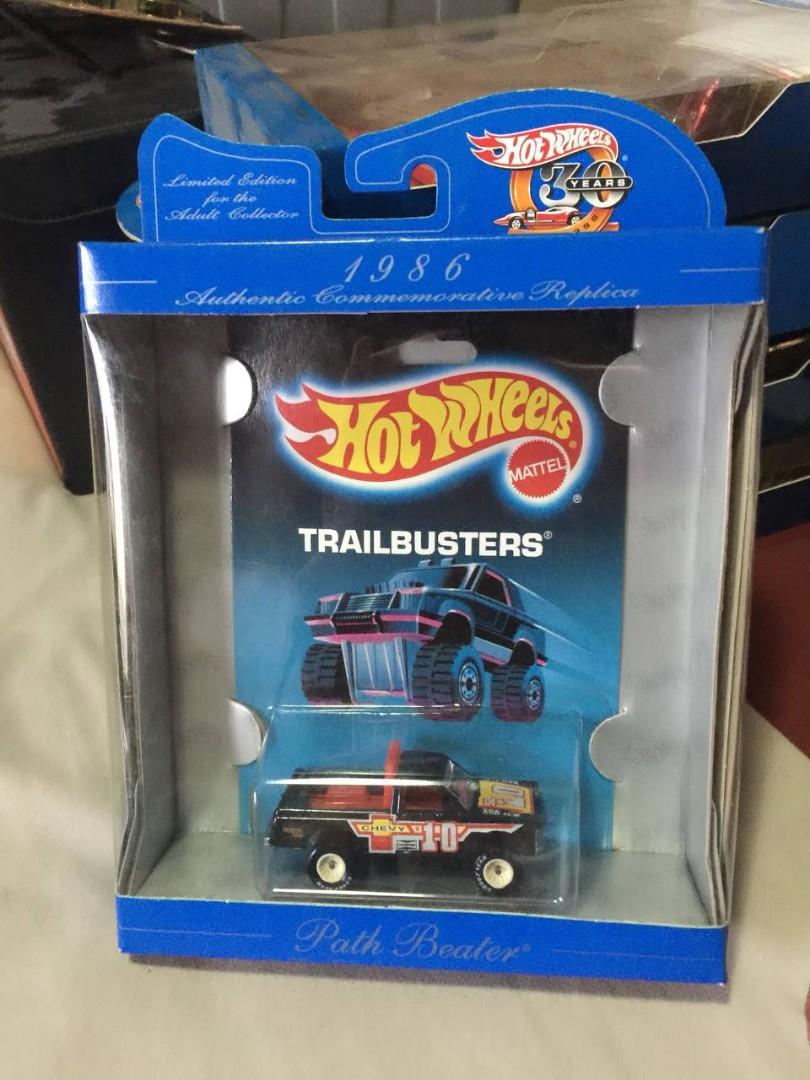 Limited Edition
for the
Adult Collector
HOT WHEELS
30
YEARS
1986
Authentic Commemorative Replica
HOT WHEELS®
MATTEL
®
TRAILBUSTERS®
CHEVY
1-0
Path Beater®